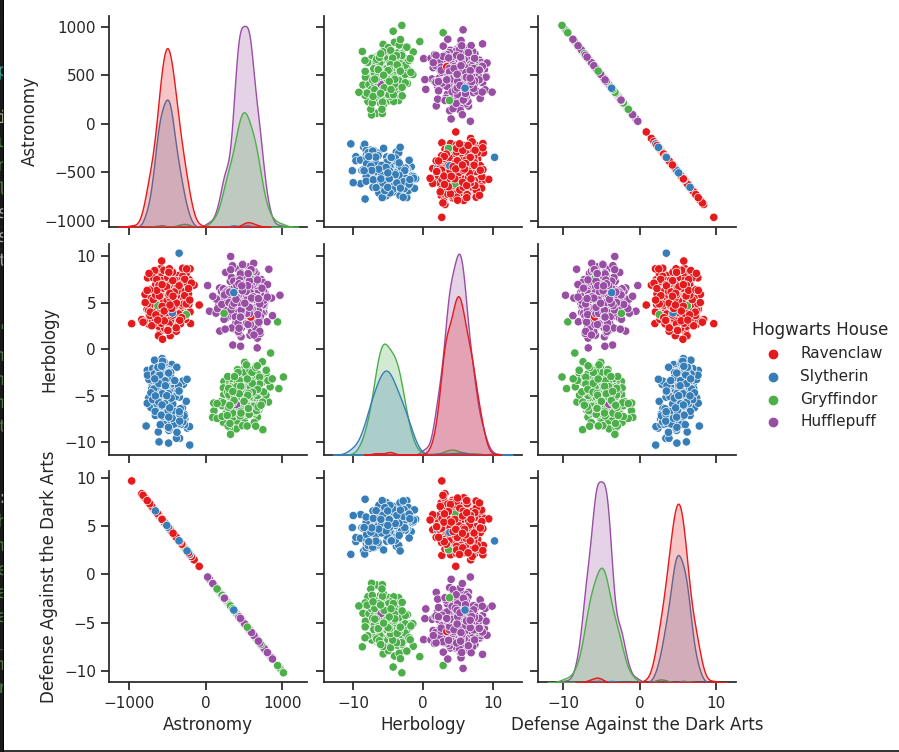 1000
500
0
−500
−1000
Astronomy
10
5
0
−5
−10
Herbology
Hogwarts House
Ravenclaw
Slytherin
Gryffindor
Hufflepuff
10
5
0
−5
−10
Defense Against the Dark Arts
−1000 0 1000
−10 0 10
−10 0 10
Astronomy
Herbology
Defense Against the Dark Arts